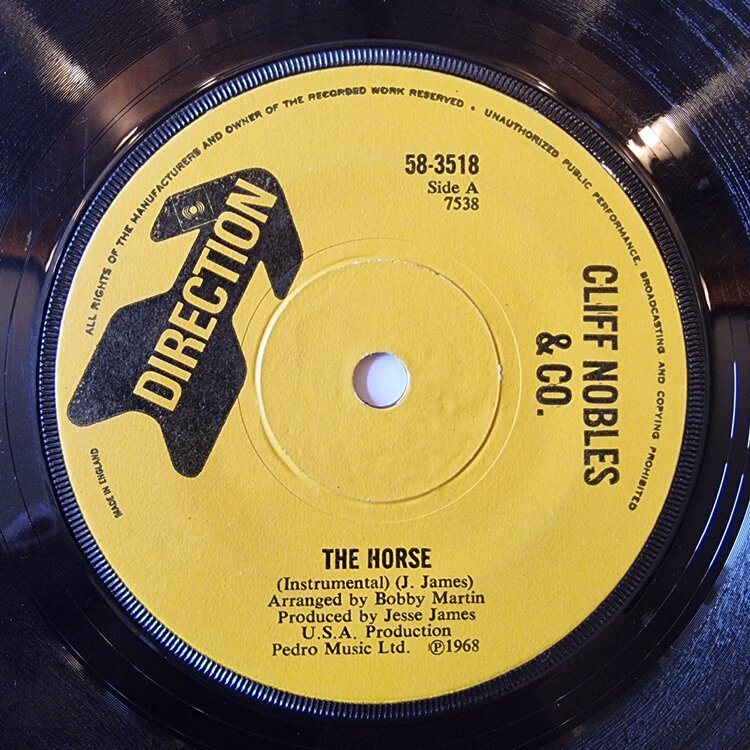 ALL RIGHTS OF THE MANUFACTURERS AND OWNER OF THE RECORDED WORK RESERVED • UNAUTHORIZED PUBLIC PERFORMANCE, BROADCASTING AND COPYING PROHIBITED
58-3518
Side A
7538
DIRECTION
CLIFF NOBLES
& CO.
MADE IN ENGLAND
THE HORSE
(Instrumental) (J. James)
Arranged by Bobby Martin
Produced by Jesse James
U.S.A. Production
Pedro Music Ltd. ℗1968